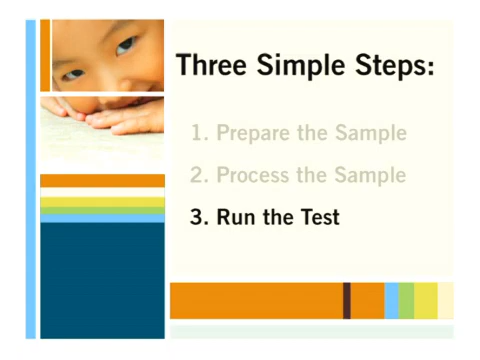 Three Simple Steps:
1. Prepare the Sample
2. Process the Sample
3. Run the Test